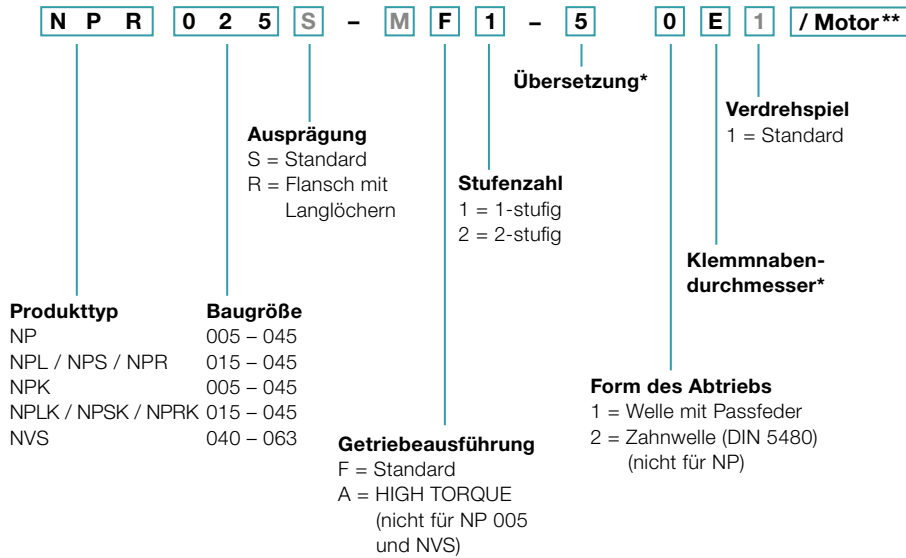 N P R 0 2 5 S – M F 1 – 5 0 E 1 / Motor**
Übersetzung*
Verdrehspiel
1 = Standard
Ausprägung
S = Standard
R = Flansch mit
Langlöchern
Stufenzahl
1 = 1-stufig
2 = 2-stufig
Klemmnaben-
durchmesser*
Produkttyp Baugröße
NP 005 – 045
NPL / NPS / NPR 015 – 045
NPK 005 – 045
NPLK / NPSK / NPRK 015 – 045
NVS 040 – 063
Form des Abtriebs
1 = Welle mit Passfeder
2 = Zahnwelle (DIN 5480)
(nicht für NP)
Getriebeausführung
F = Standard
A = HIGH TORQUE
(nicht für NP 005
und NVS)